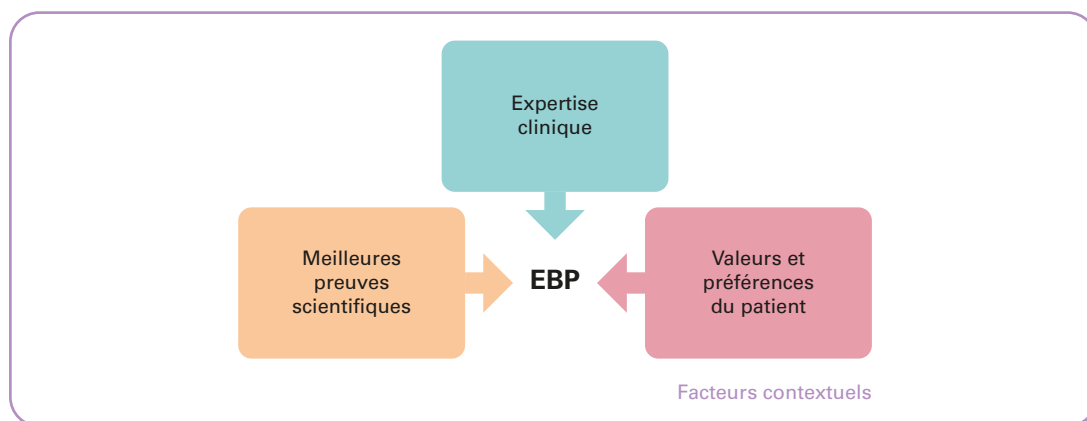 Expertise
clinique
Meilleures
preuves
scientifiques
EBP
Valeurs et
préférences
du patient
Facteurs contextuels